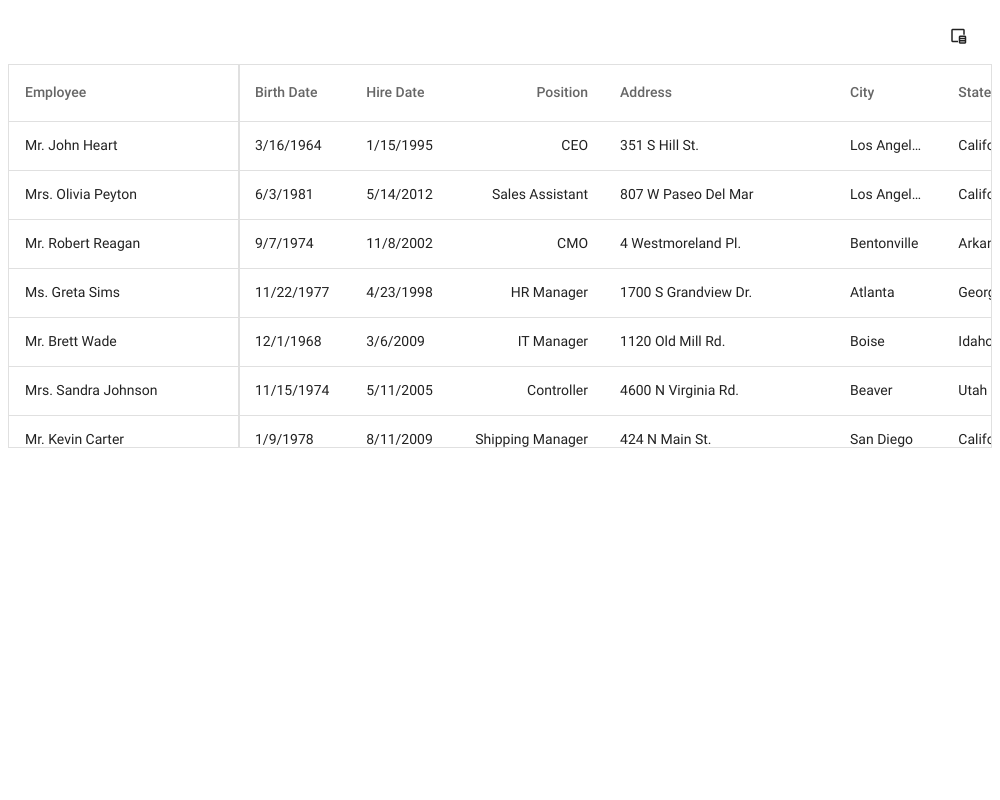 Employee Birth Date Hire Date Position Address City State
Mr. John Heart 3/16/1964 1/15/1995 CEO 351 S Hill St. Los Angel... Califo
Mrs. Olivia Peyton 6/3/1981 5/14/2012 Sales Assistant 807 W Paseo Del Mar Los Angel... Califo
Mr. Robert Reagan 9/7/1974 11/8/2002 CMO 4 Westmoreland Pl. Bentonville Arkan
Ms. Greta Sims 11/22/1977 4/23/1998 HR Manager 1700 S Grandview Dr. Atlanta Georg
Mr. Brett Wade 12/1/1968 3/6/2009 IT Manager 1120 Old Mill Rd. Boise Idaho
Mrs. Sandra Johnson 11/15/1974 5/11/2005 Controller 4600 N Virginia Rd. Beaver Utah
Mr. Kevin Carter 1/9/1978 8/11/2009 Shipping Manager 424 N Main St. San Diego Califo